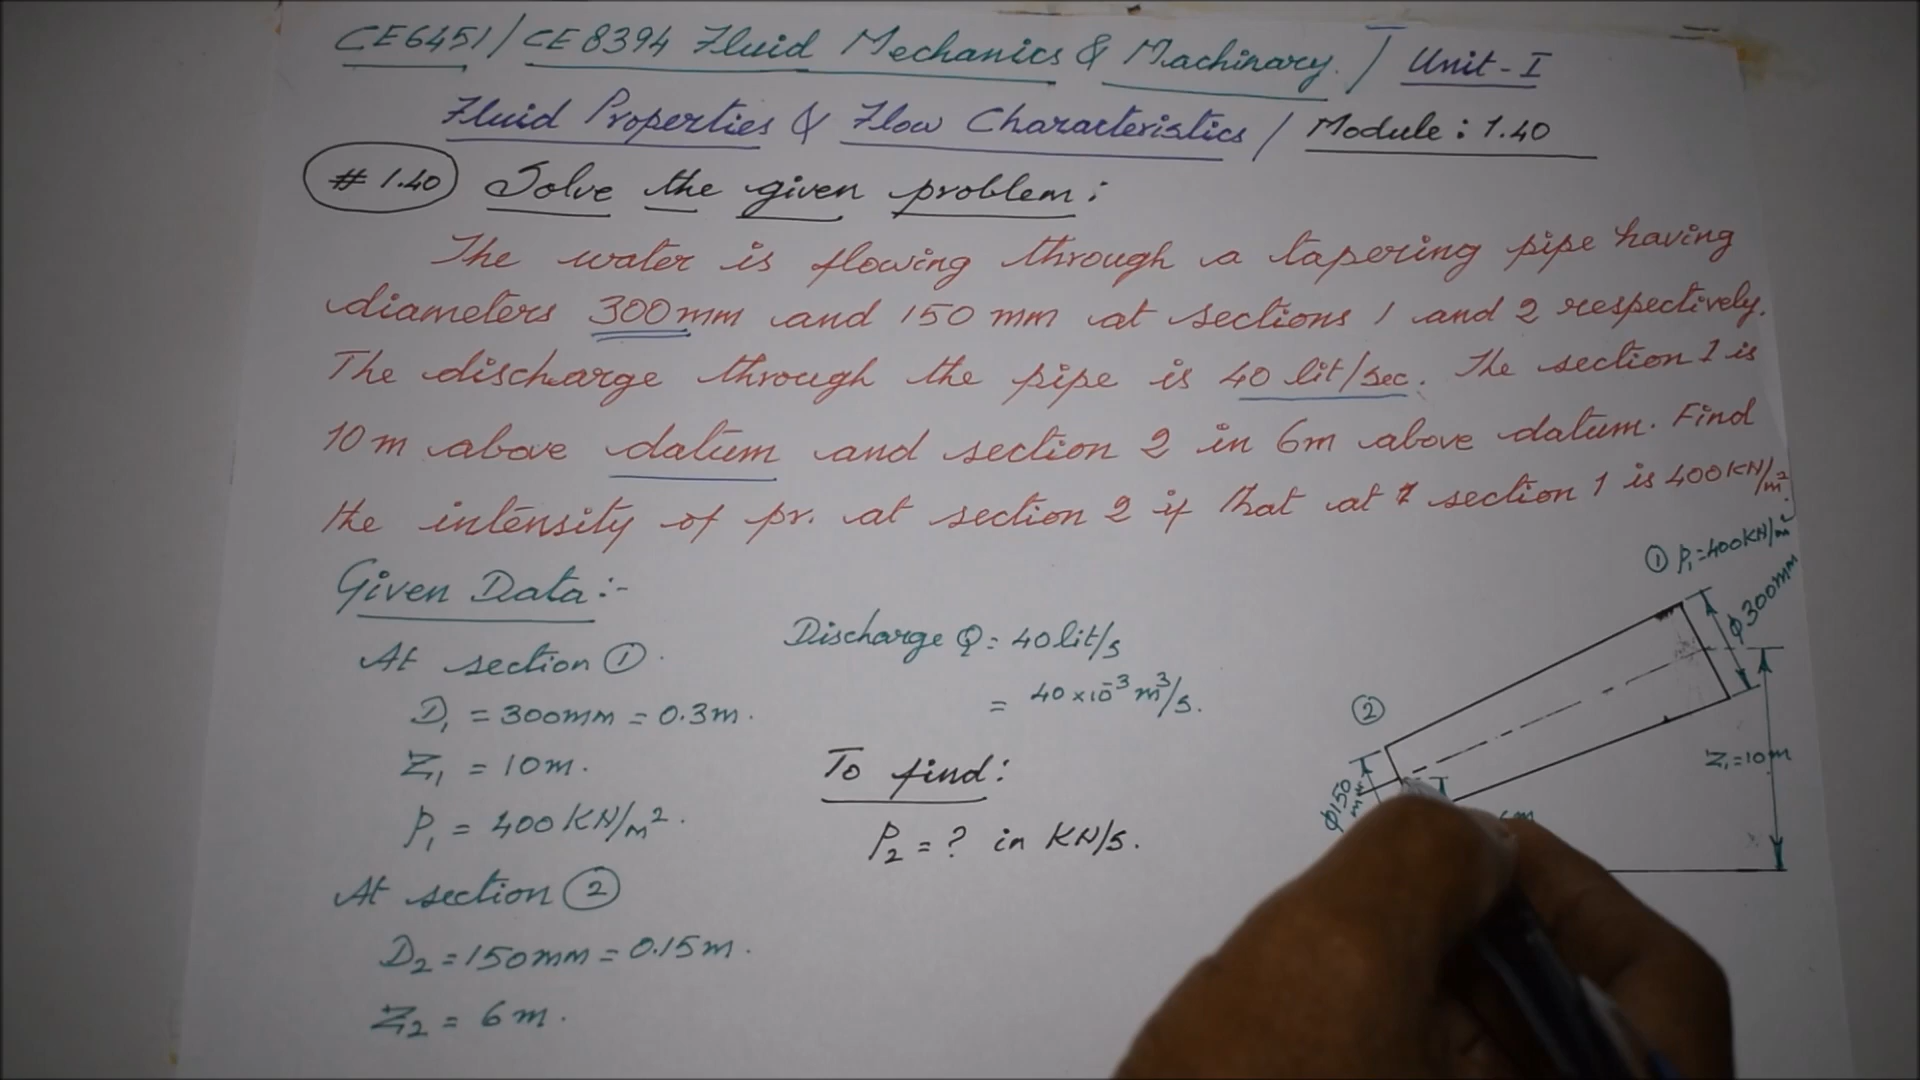 CE6451/CE8394 Fluid Mechanics & Machinary. / Unit-I
Fluid Properties & Flow Characteristics / Module: 1.40
# 1.40 Solve the given problem:
The water is flowing through a tapering pipe having
diameters 300mm and 150 mm at sections 1 and 2 respectively.
The discharge through the pipe is 40 lit/sec. The section 1 is
10m above datum and section 2 in 6m above datum. Find
the intensity of pr. at section 2 if that at section 1 is 400KN/m².
Given Data:-
At section ①.
D₁ = 300mm = 0.3m.
Z₁ = 10m.
P₁ = 400KN/m².
At section ②
D₂ = 150mm = 0.15m.
Z₂ = 6m.
Discharge Q = 40lit/s
= 40×10⁻³ m³/s.
To find:
P₂ = ? in KN/s.
① P₁=400KN/m²
ϕ300mm
②
Z₁=10m
ϕ150
mm
6m